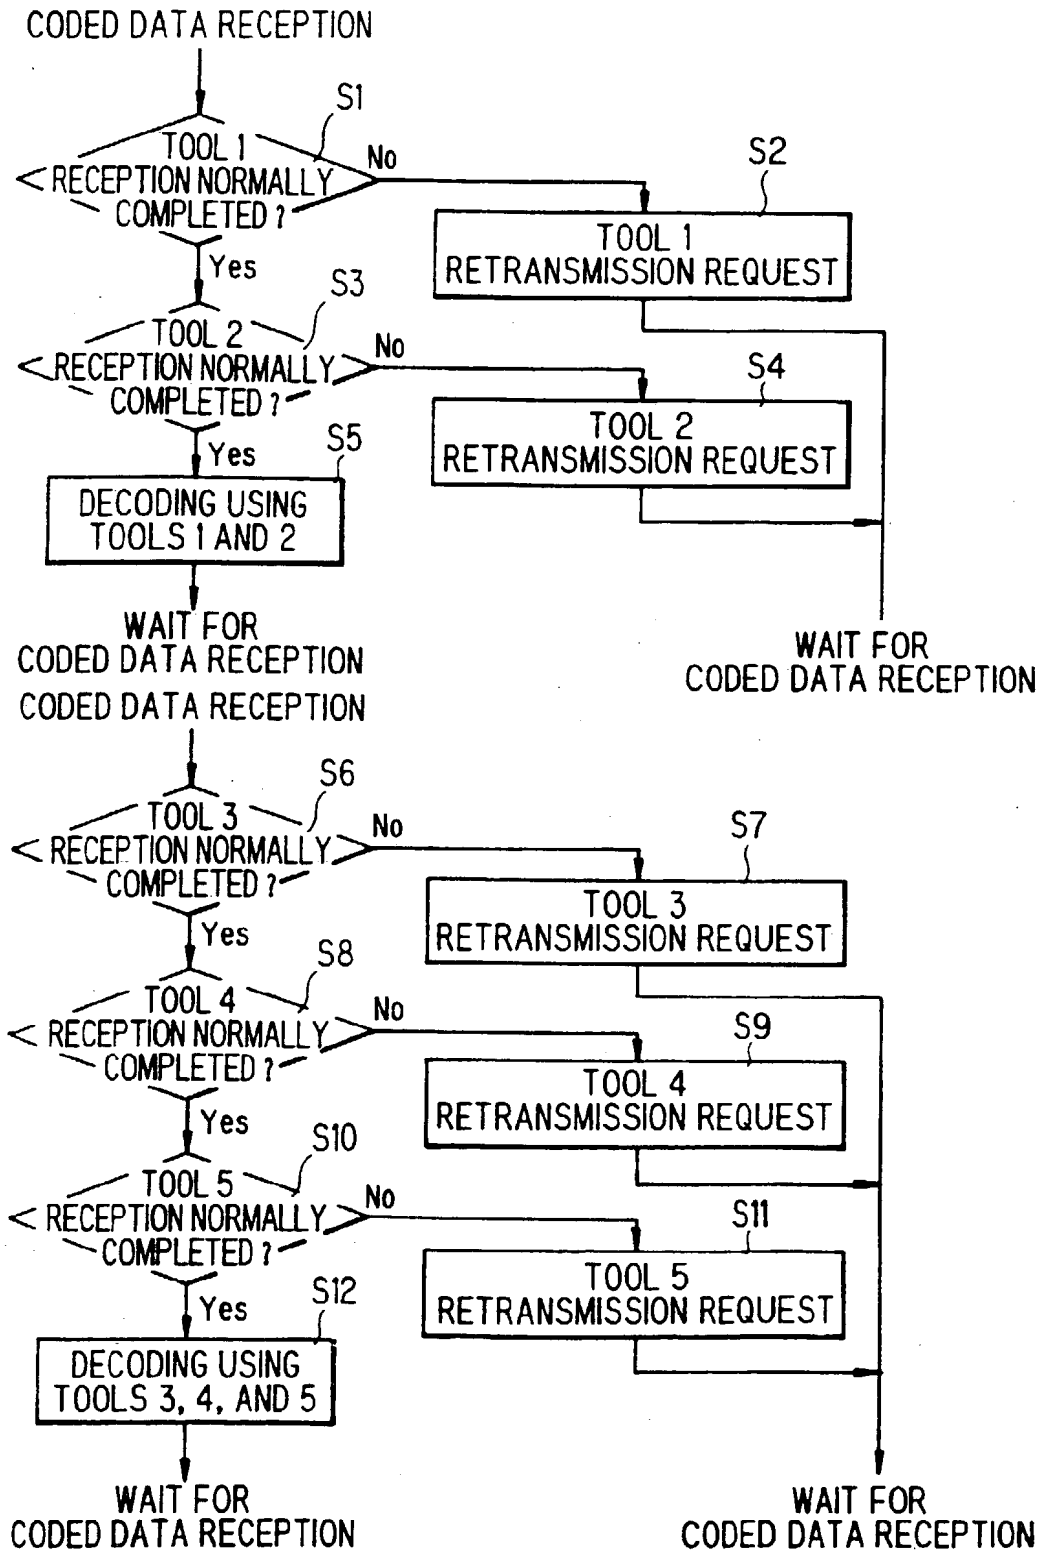 CODED DATA RECEPTION
S1
TOOL 1
RECEPTION NORMALLY
COMPLETED ?
No
S2
TOOL 1
RETRANSMISSION REQUEST
Yes
S3
TOOL 2
RECEPTION NORMALLY
COMPLETED ?
No
S4
TOOL 2
RETRANSMISSION REQUEST
Yes
S5
DECODING USING
TOOLS 1 AND 2
WAIT FOR
CODED DATA RECEPTION
WAIT FOR
CODED DATA RECEPTION
CODED DATA RECEPTION
S6
TOOL 3
RECEPTION NORMALLY
COMPLETED ?
No
S7
TOOL 3
RETRANSMISSION REQUEST
Yes
S8
TOOL 4
RECEPTION NORMALLY
COMPLETED ?
No
S9
TOOL 4
RETRANSMISSION REQUEST
Yes
S10
TOOL 5
RECEPTION NORMALLY
COMPLETED ?
No
S11
TOOL 5
RETRANSMISSION REQUEST
Yes
S12
DECODING USING
TOOLS 3, 4, AND 5
WAIT FOR
CODED DATA RECEPTION
WAIT FOR
CODED DATA RECEPTION